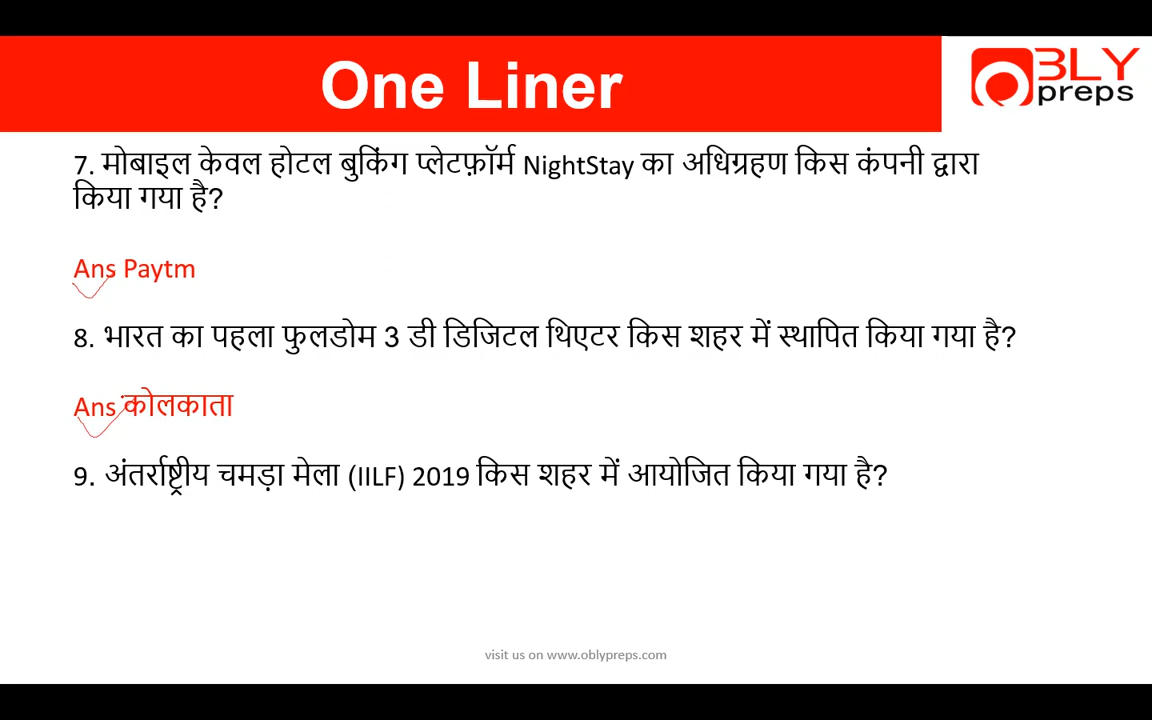 One Liner
BLY
preps
7. मोबाइल केवल होटल बुकिंग प्लेटफ़ॉर्म NightStay का अधिग्रहण किस कंपनी द्वारा
किया गया है?
Ans Paytm
8. भारत का पहला फुलडोम 3 डी डिजिटल थिएटर किस शहर में स्थापित किया गया है?
Ans कोलकाता
9. अंतर्राष्ट्रीय चमड़ा मेला (IILF) 2019 किस शहर में आयोजित किया गया है?
visit us on www.oblypreps.com